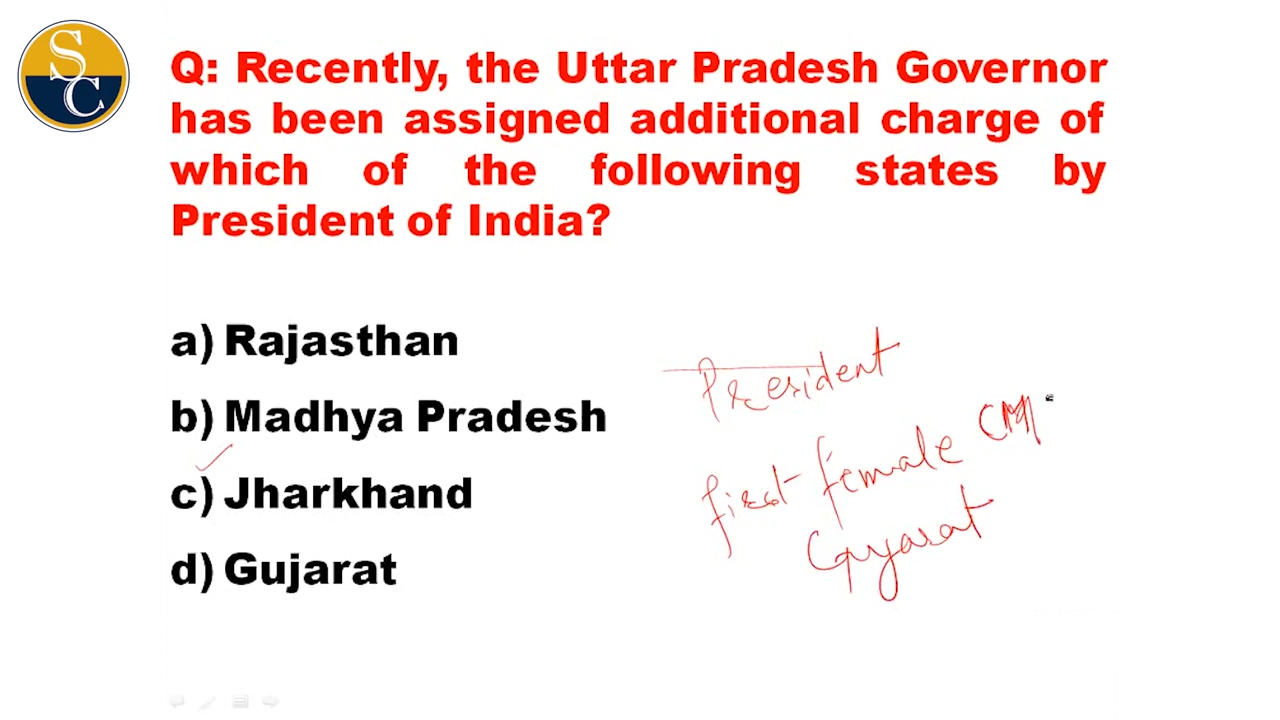 SC
Q: Recently, the Uttar Pradesh Governor
has been assigned additional charge of
which of the following states by
President of India?
a) Rajasthan
b) Madhya Pradesh
c) Jharkhand
d) Gujarat
President
first female CM
Gujarat